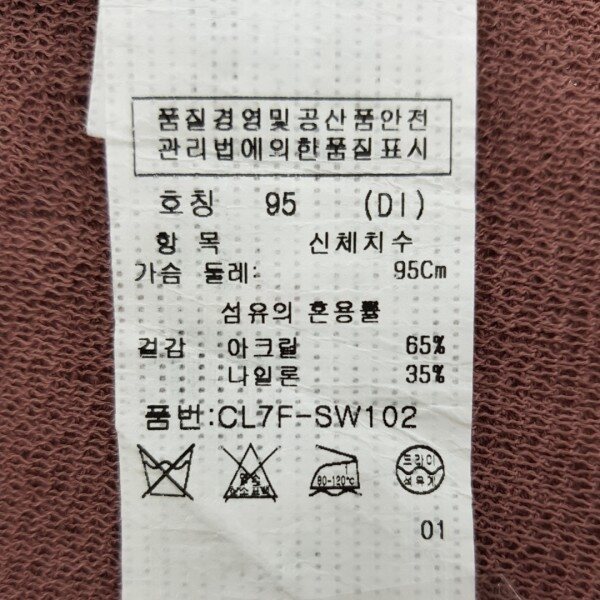 품질경영및공산품안전
관리법에의한품질표시
호칭 95 (DI)
항 목 신체치수
가슴 둘레: 95Cm
섬유의 혼용률
겉감 아크릴 65%
나일론 35%
품번:CL7F-SW102
80-120℃
드라이
01